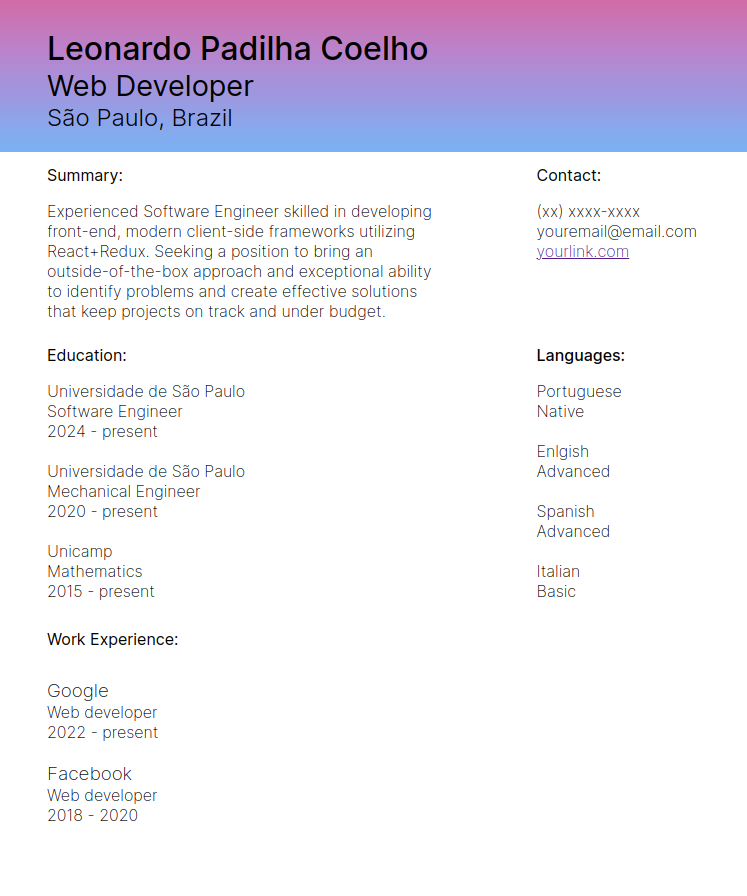 Leonardo Padilha Coelho
Web Developer
São Paulo, Brazil
Summary:
Experienced Software Engineer skilled in developing
front-end, modern client-side frameworks utilizing
React+Redux. Seeking a position to bring an
outside-of-the-box approach and exceptional ability
to identify problems and create effective solutions
that keep projects on track and under budget.
Contact:
(xx) xxxx-xxxx
youremail@email.com
yourlink.com
Education:
Universidade de São Paulo
Software Engineer
2024 - present
Universidade de São Paulo
Mechanical Engineer
2020 - present
Unicamp
Mathematics
2015 - present
Languages:
Portuguese
Native
Enlgish
Advanced
Spanish
Advanced
Italian
Basic
Work Experience:
Google
Web developer
2022 - present
Facebook
Web developer
2018 - 2020